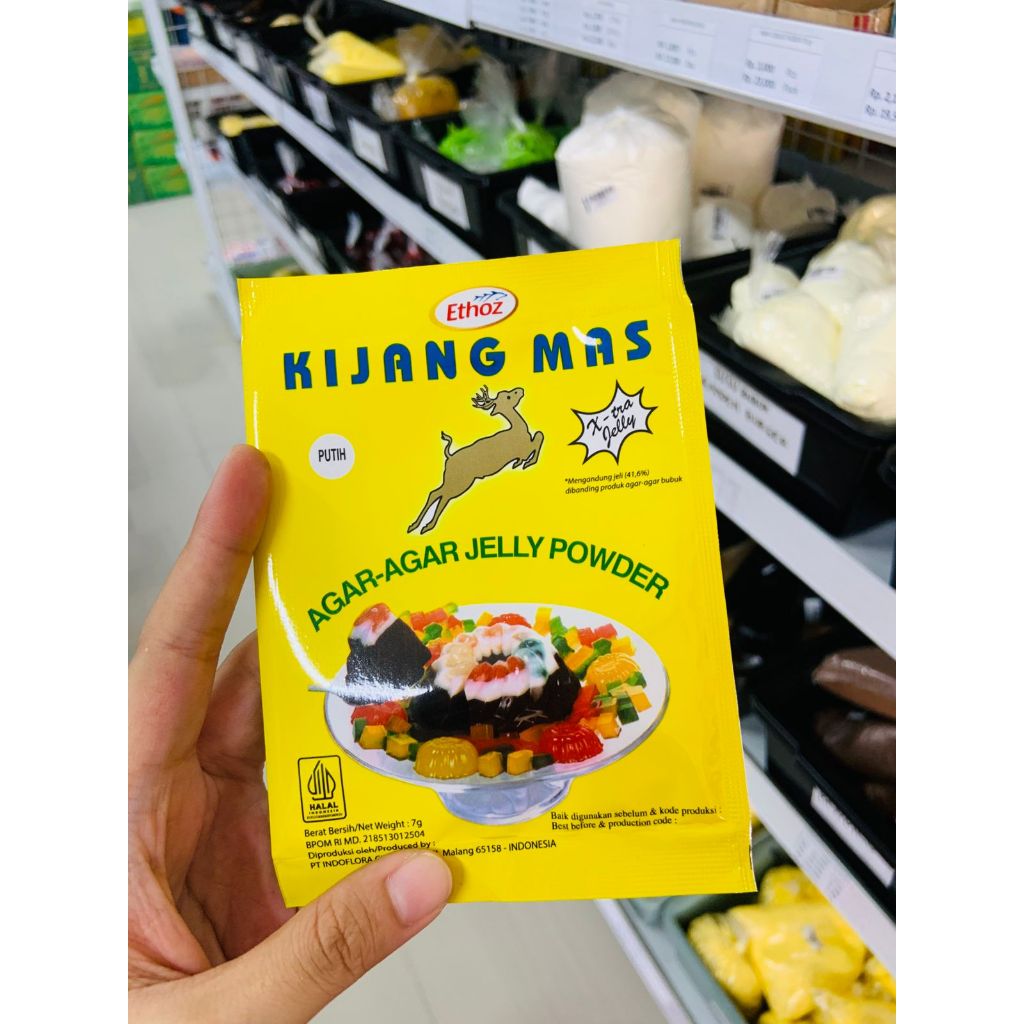 Ethoz
KIJANG MAS
X-tra
Jelly
PUTIH
*Mengandung jeli (41,6%)
dibanding produk agar-agar bubuk
AGAR-AGAR JELLY POWDER
HALAL
INDONESIA
Berat Bersih/Net Weight : 7g
BPOM RI MD. 218513012504
Diproduksi oleh/Produced by :
PT INDOFLORA Malang 65158 - INDONESIA
Baik digunakan sebelum & kode produksi :
Best before & production code :